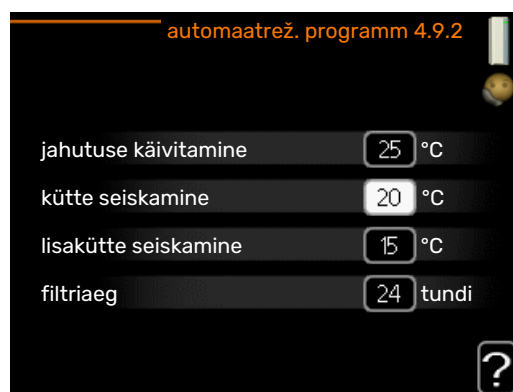 automaatrež. programm 4.9.2
jahutuse käivitamine 25 °C
kütte seiskamine 20 °C
lisakütte seiskamine 15 °C
filtriaeg 24 tundi
?